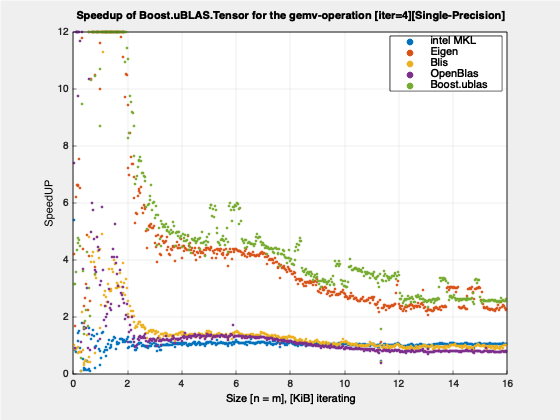 Speedup of Boost.uBLAS.Tensor for the gemv-operation [iter=4][Single-Precision]
intel MKL
Eigen
Blis
OpenBlas
Boost.ublas
12
10
8
6
4
2
0
SpeedUP
0 2 4 6 8 10 12 14 16
Size [n = m], [KiB] iterating